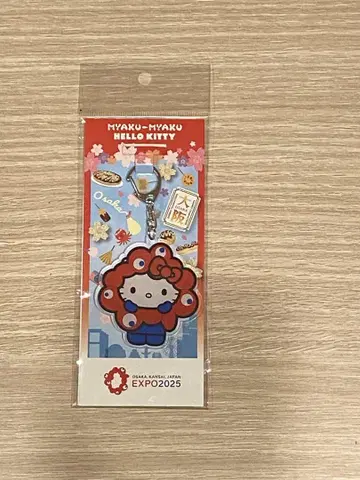 MYAKU-MYAKU
HELLO KITTY
Osaka
大阪
OSAKA, KANSAI, JAPAN
EXPO2025